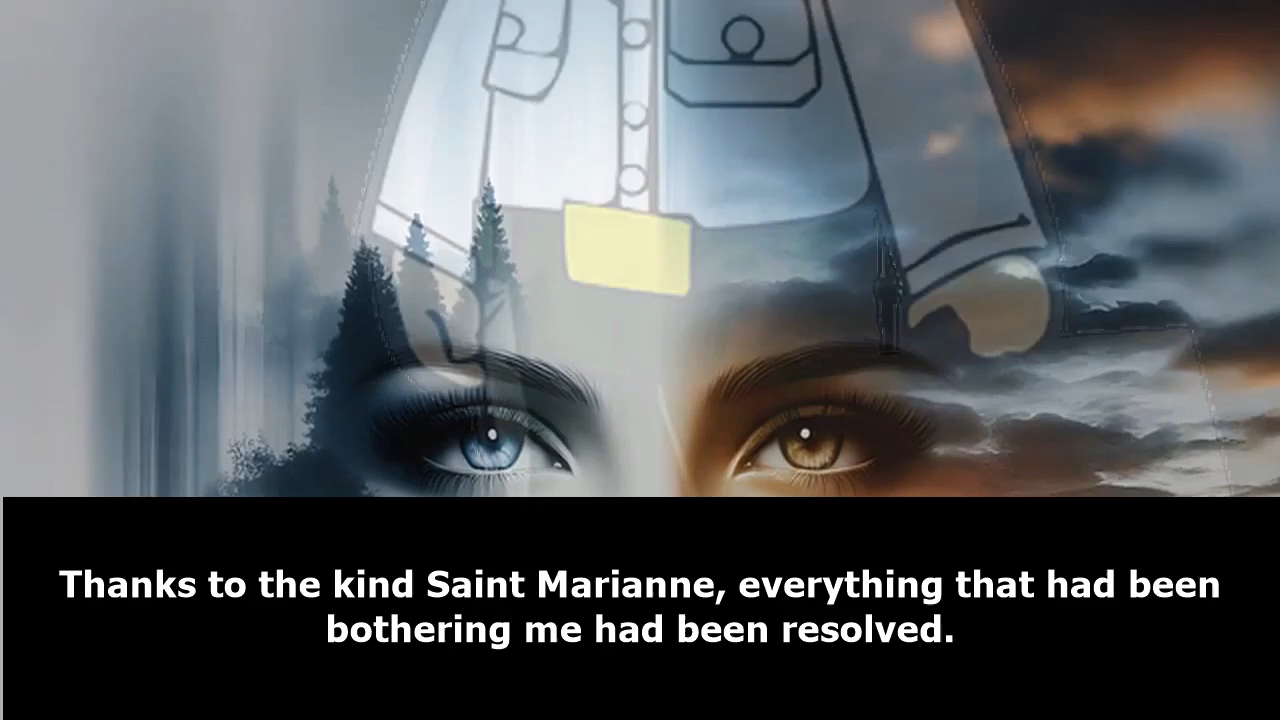 Thanks to the kind Saint Marianne, everything that had been
bothering me had been resolved.